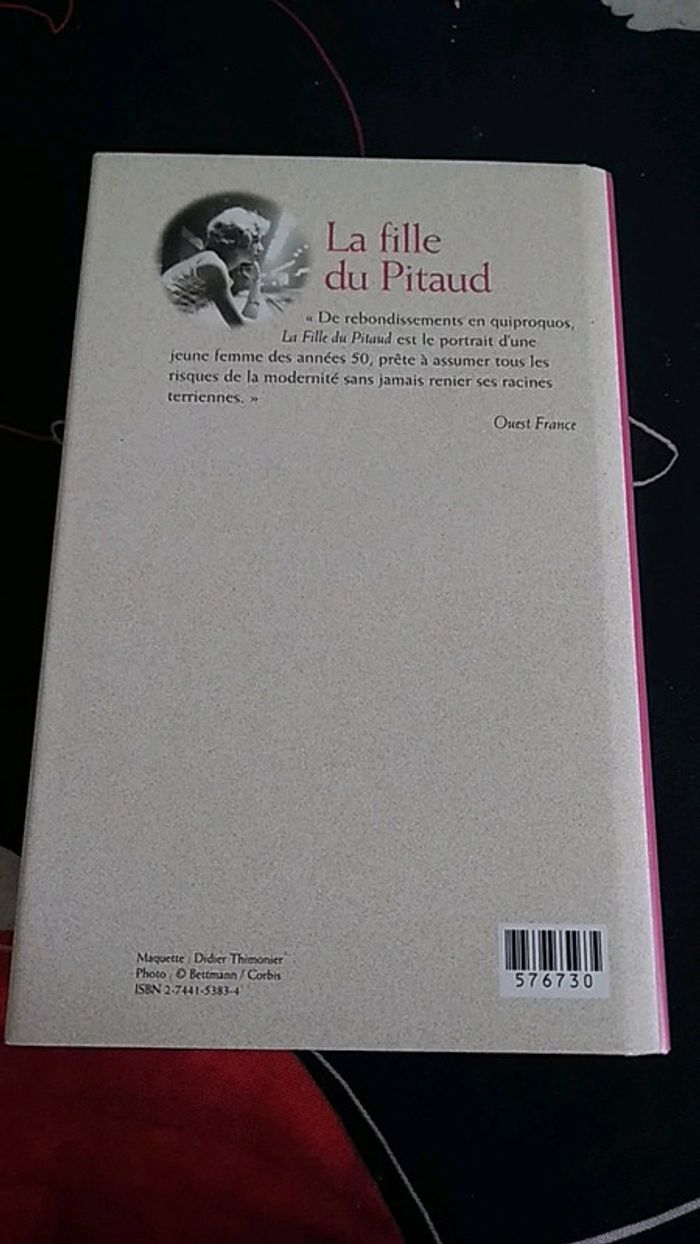 La fille
du Pitaud
« De rebondissements en quiproquos,
La Fille du Pitaud est le portrait d'une
jeune femme des années 50, prête à assumer tous les
risques de la modernité sans jamais renier ses racines
terriennes. »
Ouest France
Maquette : Didier Thimonier
Photo : © Bettmann / Corbis
ISBN 2-7441-5383-4
576730